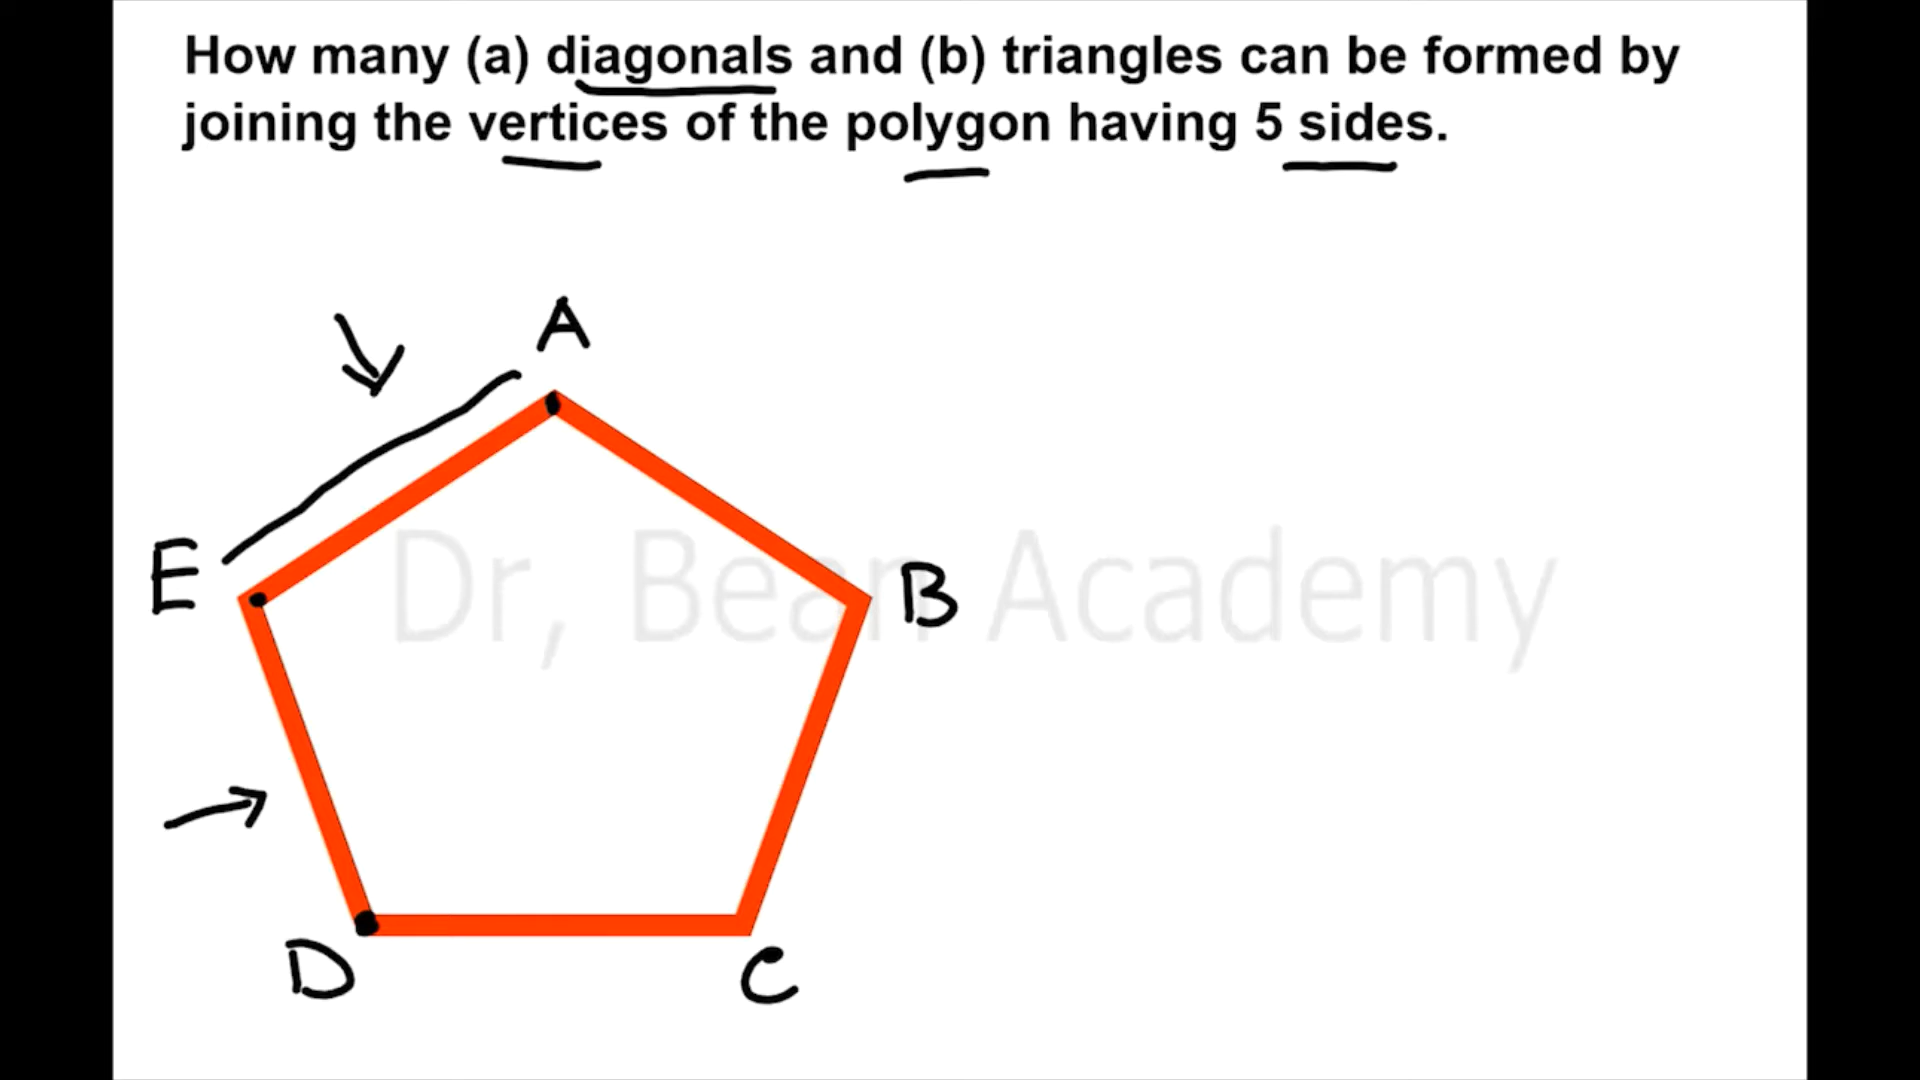 How many (a) diagonals and (b) triangles can be formed by
joining the vertices of the polygon having 5 sides.
A
E
Dr, Bean Academy
B
D
C